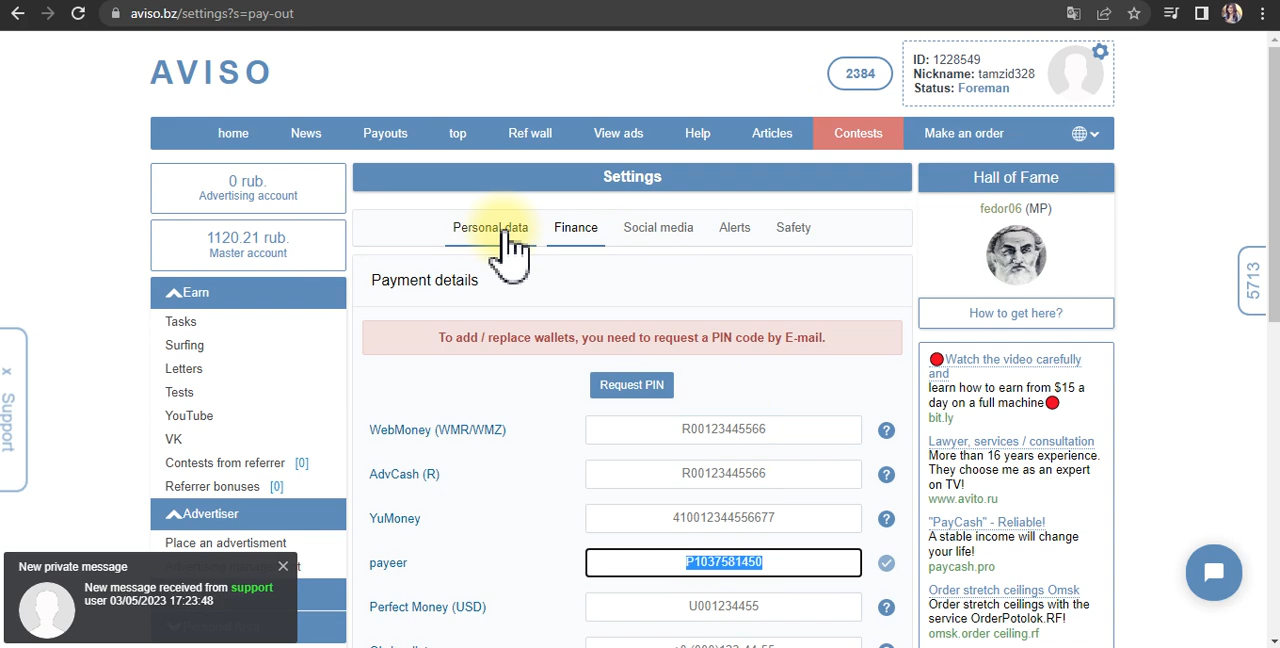 aviso.bz/settings?s=pay-out
AVISO
2384
ID: 1228549
Nickname: tamzid328
Status: Foreman
home News Payouts top Ref wall View ads Help Articles Contests Make an order
0 rub.
Advertising account
1120.21 rub.
Master account
Earn
Tasks
Surfing
Letters
Tests
YouTube
VK
Contests from referrer [0]
Referrer bonuses [0]
Advertiser
Place an advertisment
Settings
Personal data Finance Social media Alerts Safety
Payment details
To add / replace wallets, you need to request a PIN code by E-mail.
Request PIN
WebMoney (WMR/WMZ) R00123445566 ?
AdvCash (R) R00123445566 ?
YuMoney 410012344556677 ?
payeer P1037581450
Perfect Money (USD) U001234455 ?
Hall of Fame
fedor06 (MP)
How to get here?
Watch the video carefully
and
learn how to earn from $15 a
day on a full machine
bit.ly
Lawyer, services / consultation
More than 16 years experience.
They choose me as an expert
on TV!
www.avito.ru
"PayCash" - Reliable!
A stable income will change
your life!
paycash.pro
Order stretch ceilings Omsk
Order stretch ceilings with the
service OrderPotolok.RF!
omsk.order ceiling.rf
5713
x Support
New private message
New message received from support
user 03/05/2023 17:23:48